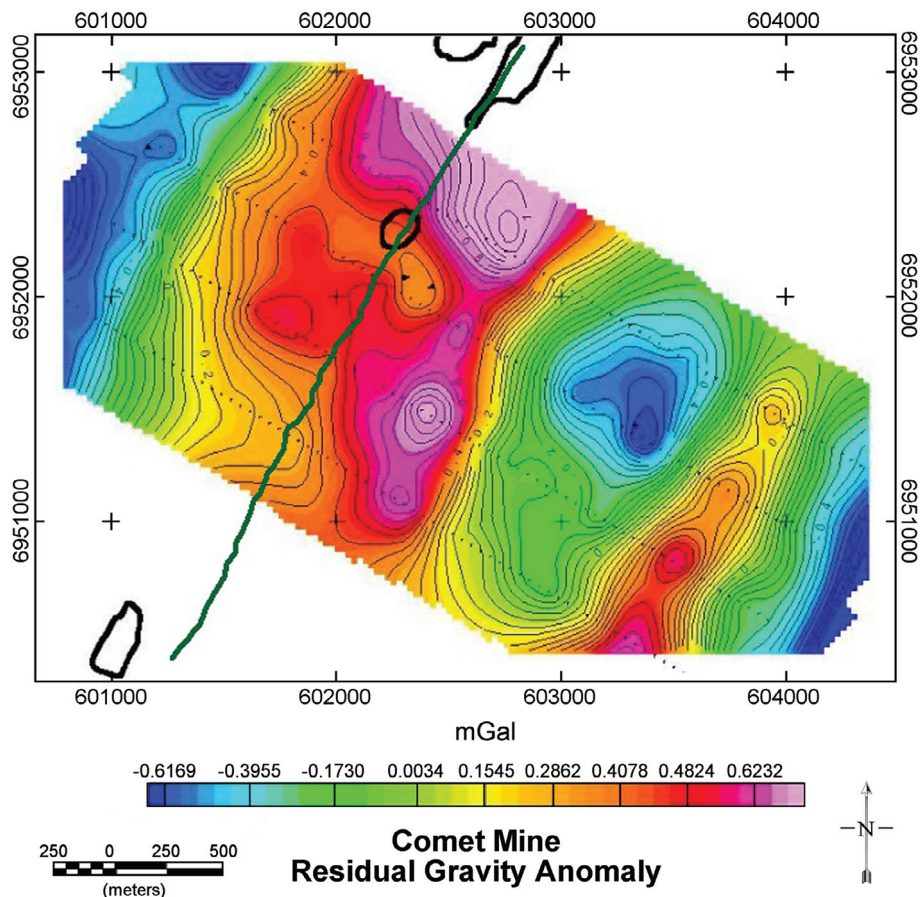 601000 602000 603000 604000
6953000 6953000
6952000 6952000
6951000 6951000
601000 602000 603000 604000
mGal
-0.6169 -0.3955 -0.1730 0.0034 0.1545 0.2862 0.4078 0.4824 0.6232
250 0 250 500
(meters)
Comet Mine
Residual Gravity Anomaly
N